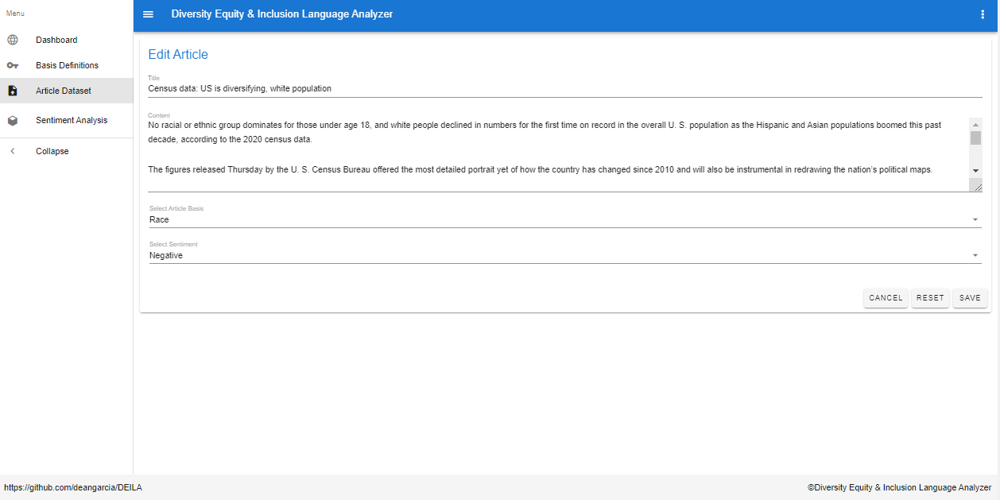 Menu
Dashboard
Basis Definitions
Article Dataset
Sentiment Analysis
Collapse
Diversity Equity & Inclusion Language Analyzer
Edit Article
Title
Census data: US is diversifying, white population
Content
No racial or ethnic group dominates for those under age 18, and white people declined in numbers for the first time on record in the overall U. S. population as the Hispanic and Asian populations boomed this past
decade, according to the 2020 census data.
The figures released Thursday by the U. S. Census Bureau offered the most detailed portrait yet of how the country has changed since 2010 and will also be instrumental in redrawing the nation’s political maps.
Select Article Basis
Race
Select Sentiment
Negative
CANCEL RESET SAVE
https://github.com/deangarcia/DEILA
©Diversity Equity & Inclusion Language Analyzer